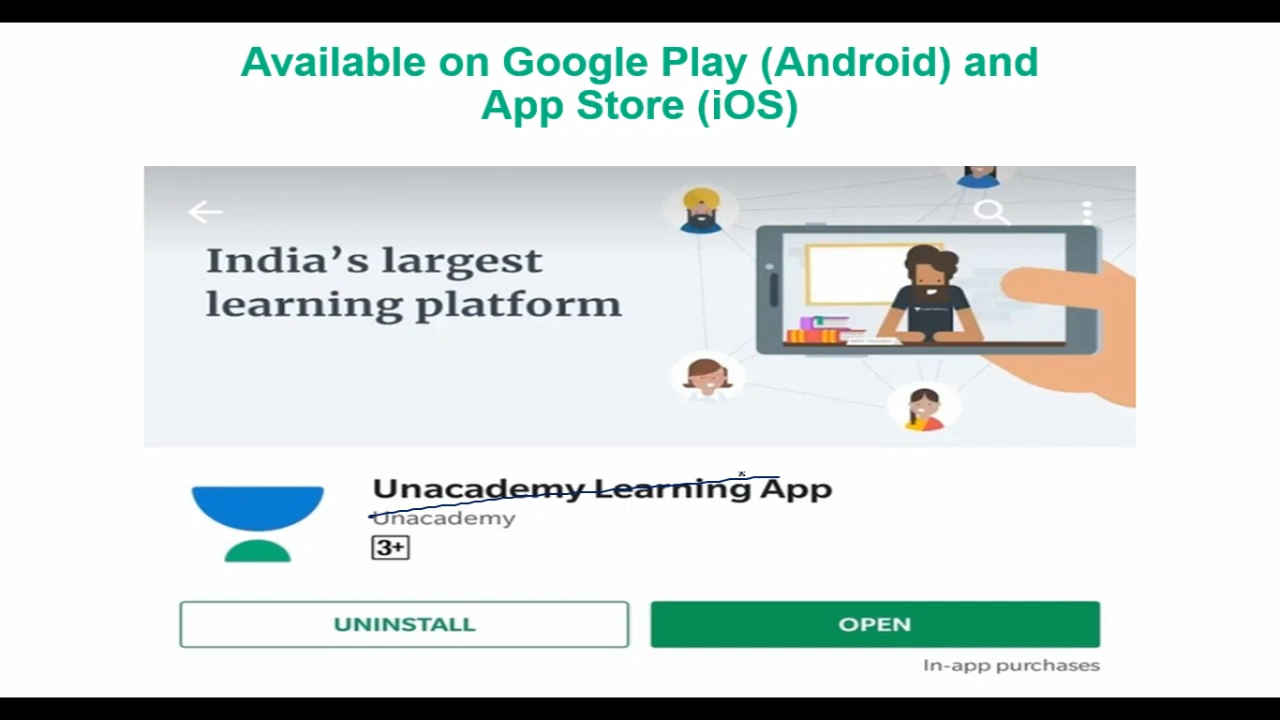 Available on Google Play (Android) and
App Store (iOS)
India's largest
learning platform
Unacademy Learning App
Unacademy
3+
UNINSTALL
OPEN
In-app purchases